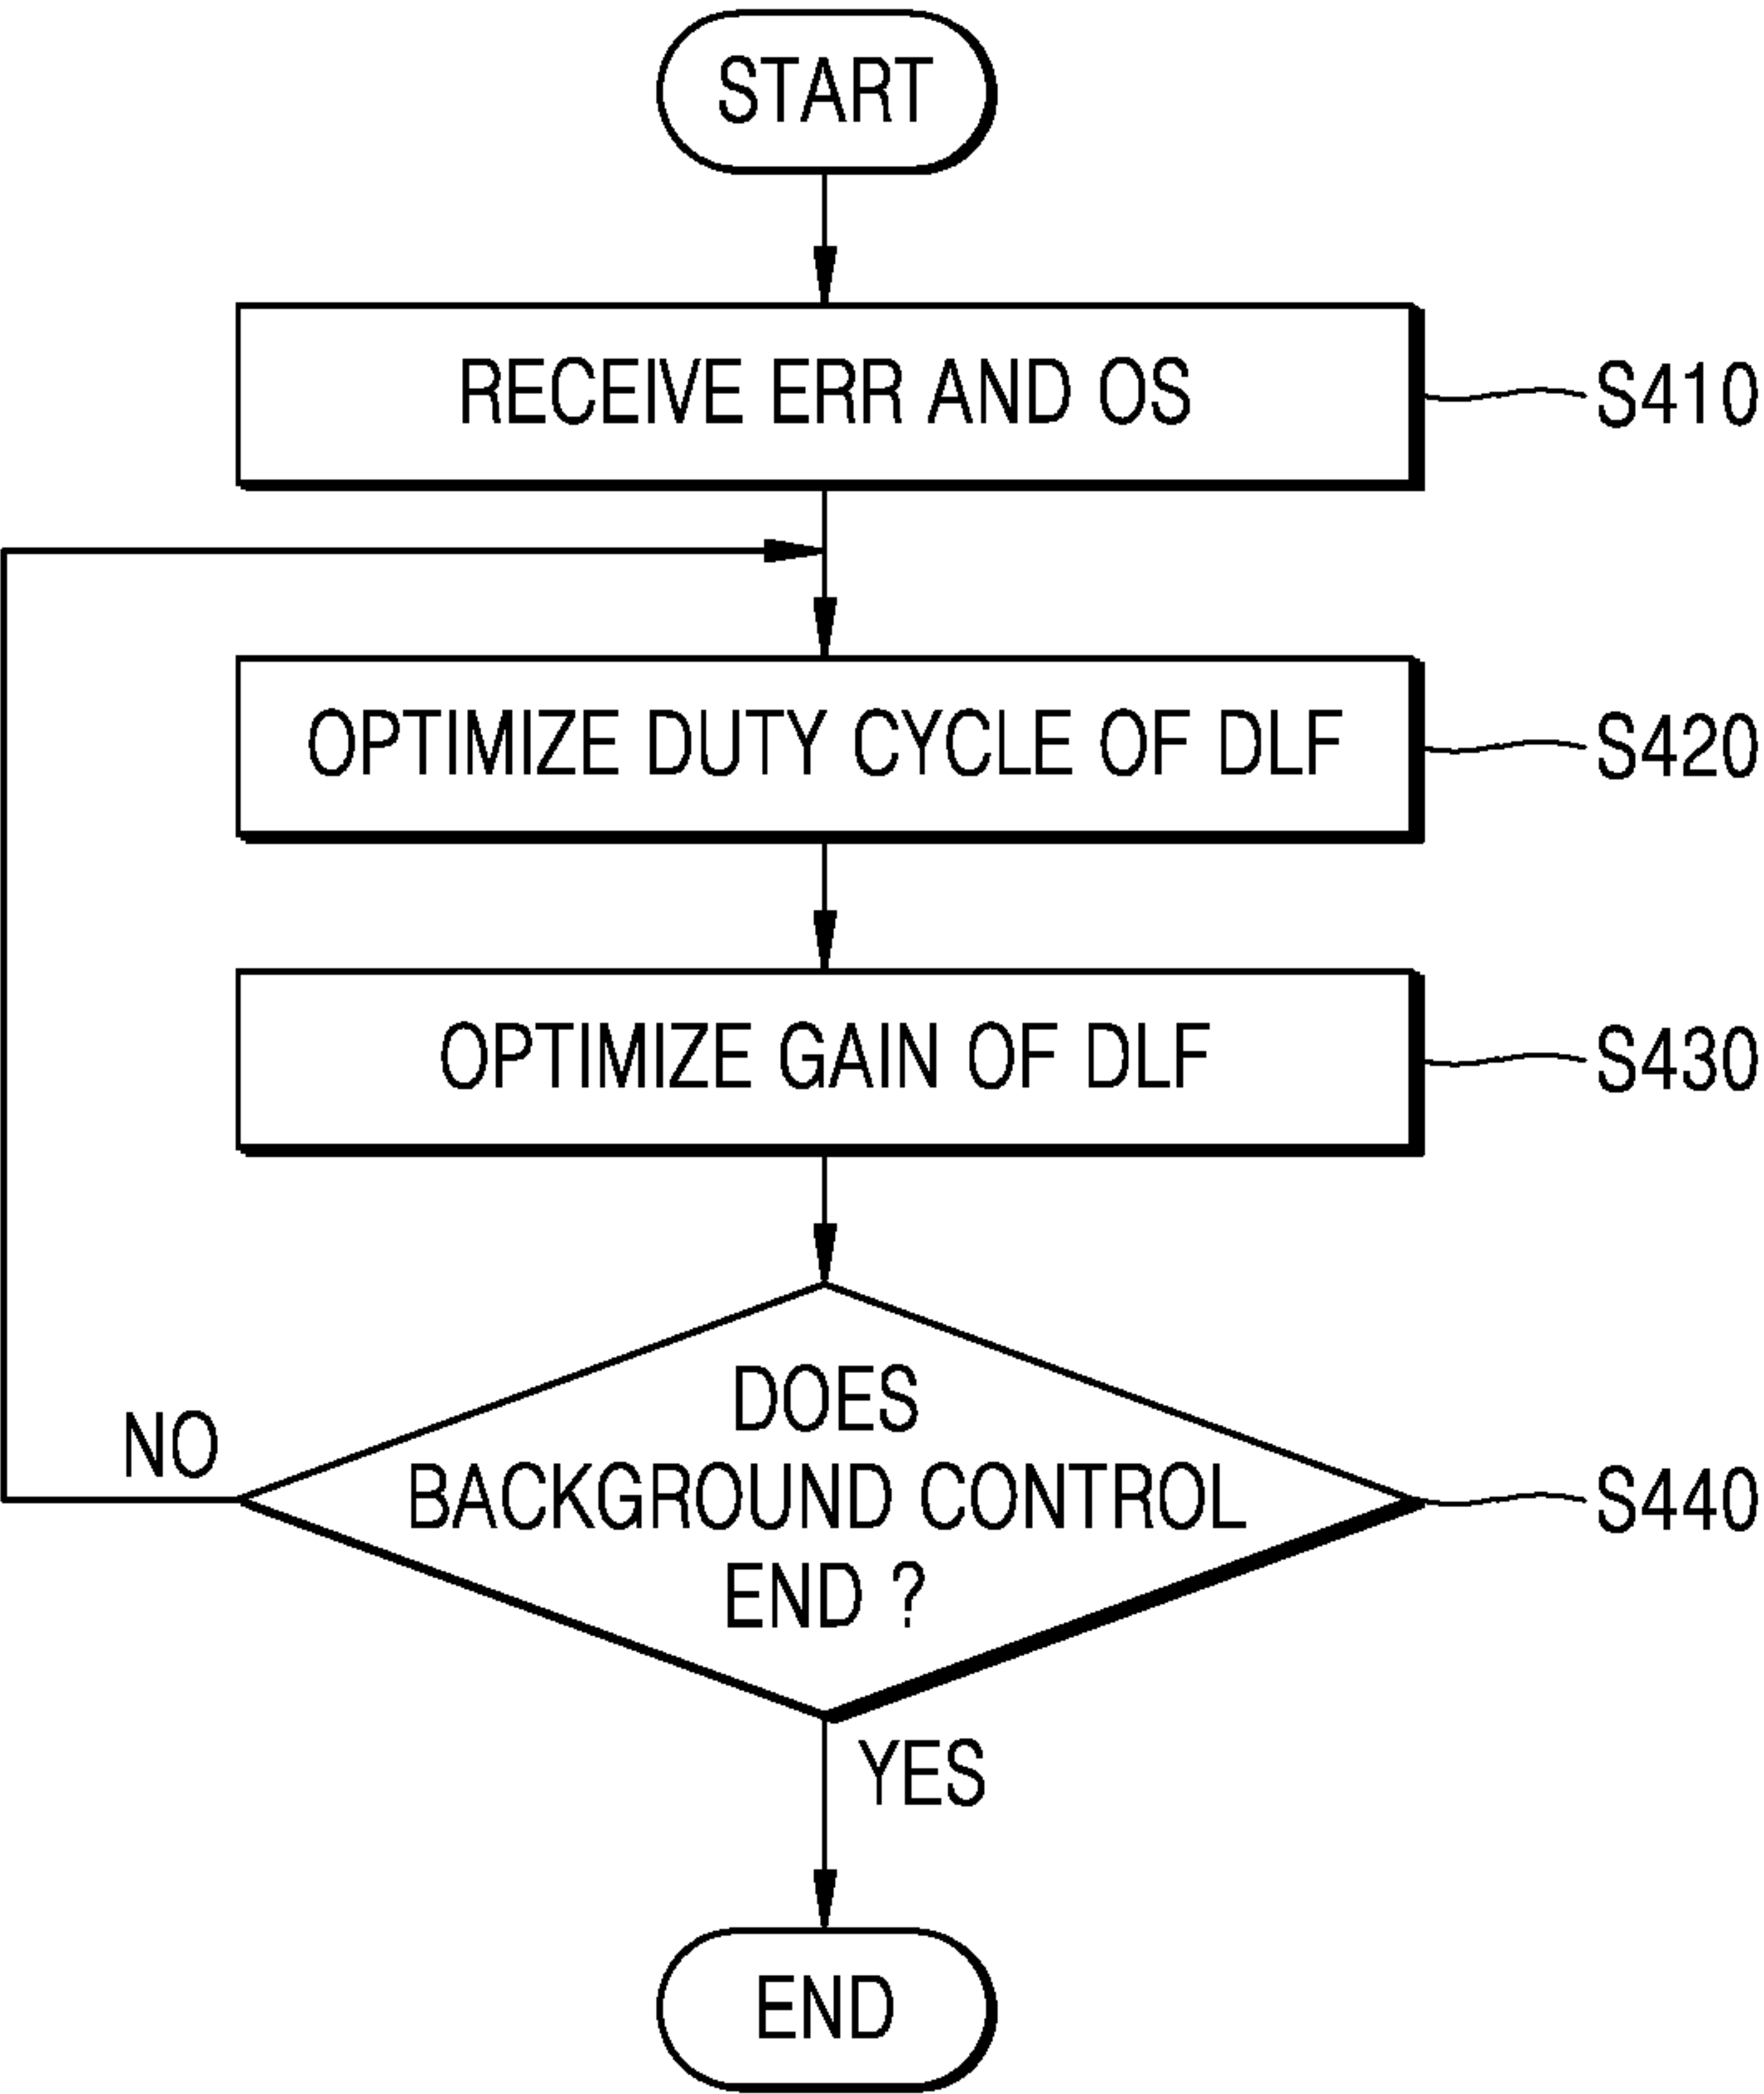 START
RECEIVE ERR AND OS
S410
OPTIMIZE DUTY CYCLE OF DLF
S420
OPTIMIZE GAIN OF DLF
S430
DOES
BACKGROUND CONTROL
END ?
S440
NO
YES
END